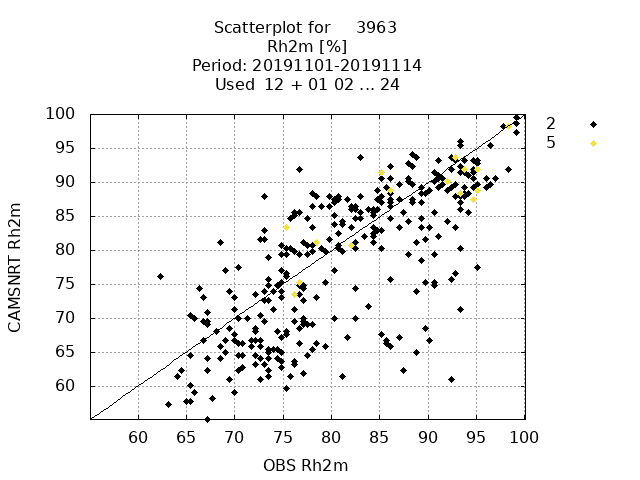 Scatterplot for 3963
Rh2m [%]
Period: 20191101-20191114
Used 12 + 01 02 ... 24
2
5
100
95
90
85
80
75
70
65
60
CAMSNRT Rh2m
60 65 70 75 80 85 90 95 100
OBS Rh2m